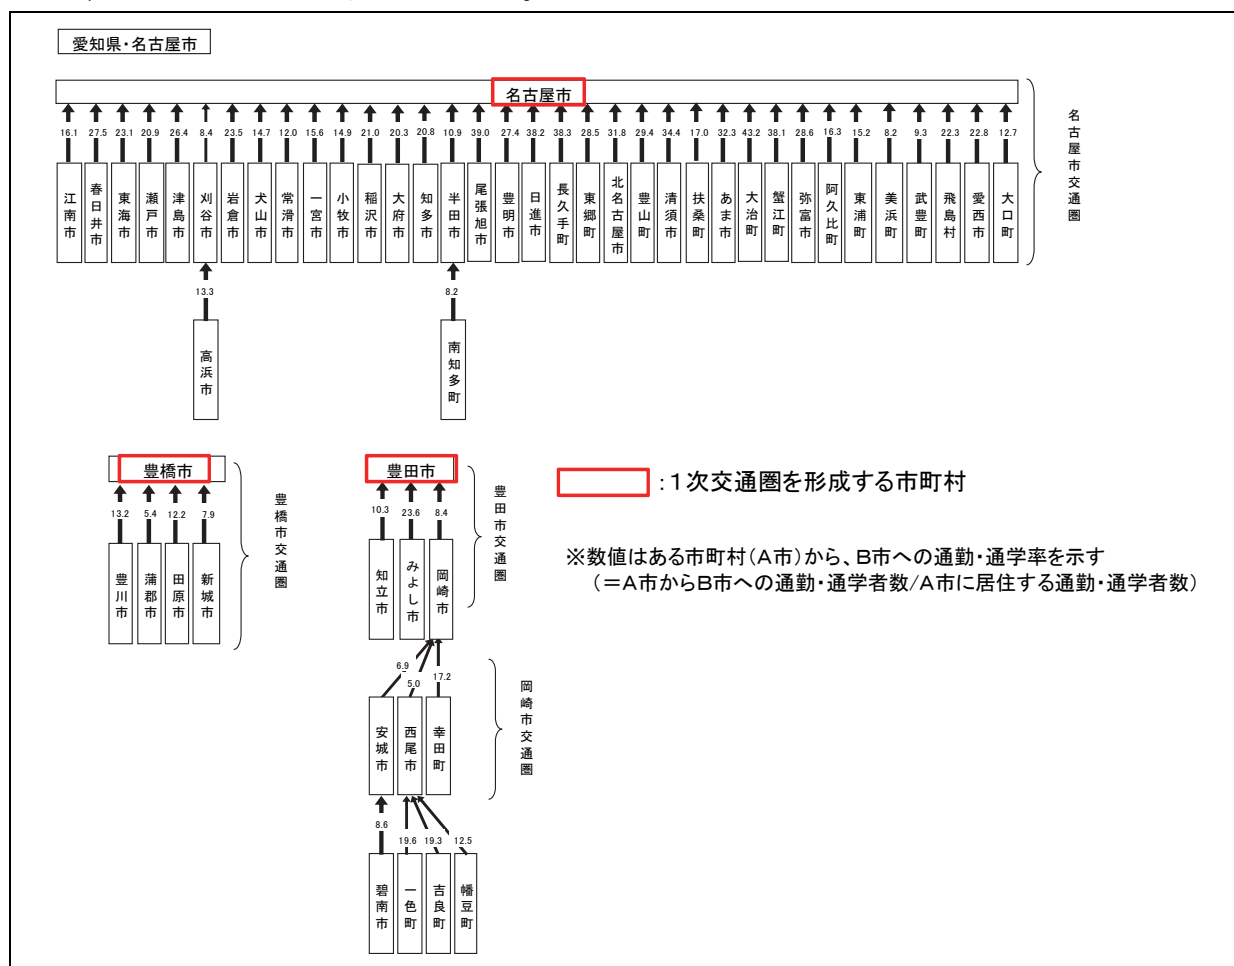 愛知県・名古屋市
名古屋市
16.1 27.5 23.1 20.9 26.4 8.4 23.5 14.7 12.0 15.6 14.9 21.0 20.3 20.8 10.9 39.0 27.4 38.2 38.3 28.5 31.8 29.4 34.4 17.0 32.3 43.2 38.1 28.6 16.3 15.2 8.2 9.3 22.3 22.8 12.7
江南市
春日井市
東海市
瀬戸市
津島市
刈谷市
岩倉市
犬山市
常滑市
一宮市
小牧市
稲沢市
大府市
知多市
半田市
尾張旭市
豊明市
日進市
長久手町
東郷町
北名古屋市
豊山町
清須市
扶桑町
あま市
大治町
蟹江町
弥富市
阿久比町
東浦町
美浜町
武豊町
飛島村
愛西市
大口町
名古屋市交通圏
13.3
高浜市
8.2
南知多町
豊橋市
13.2 5.4 12.2 7.9
豊川市
蒲郡市
田原市
新城市
豊橋市交通圏
豊田市
10.3 23.6 8.4
知立市
みよし市
岡崎市
豊田市交通圏
6.9 5.0 17.2
安城市
西尾市
幸田町
岡崎市交通圏
8.6 19.6 19.3 12.5
碧南市
一色町
吉良町
幡豆町
：１次交通圏を形成する市町村
※数値はある市町村（A市）から、B市への通勤・通学率を示す
（＝A市からB市への通勤・通学者数/A市に居住する通勤・通学者数）